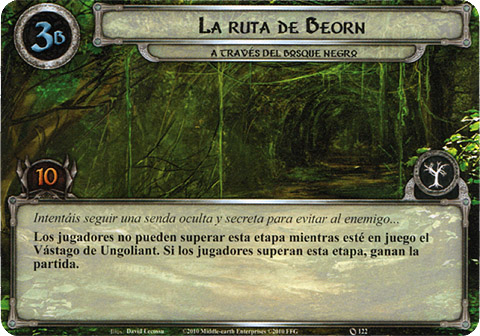 3B
La ruta de Beorn
A través del Bosque Negro
10
Intentáis seguir una senda oculta y secreta para evitar al enemigo...
Los jugadores no pueden superar esta etapa mientras esté en juego el
Vástago de Ungoliant. Si los jugadores superan esta etapa, ganan la
partida.
©2010 Middle-earth Enterprises ©2010 FFG
122